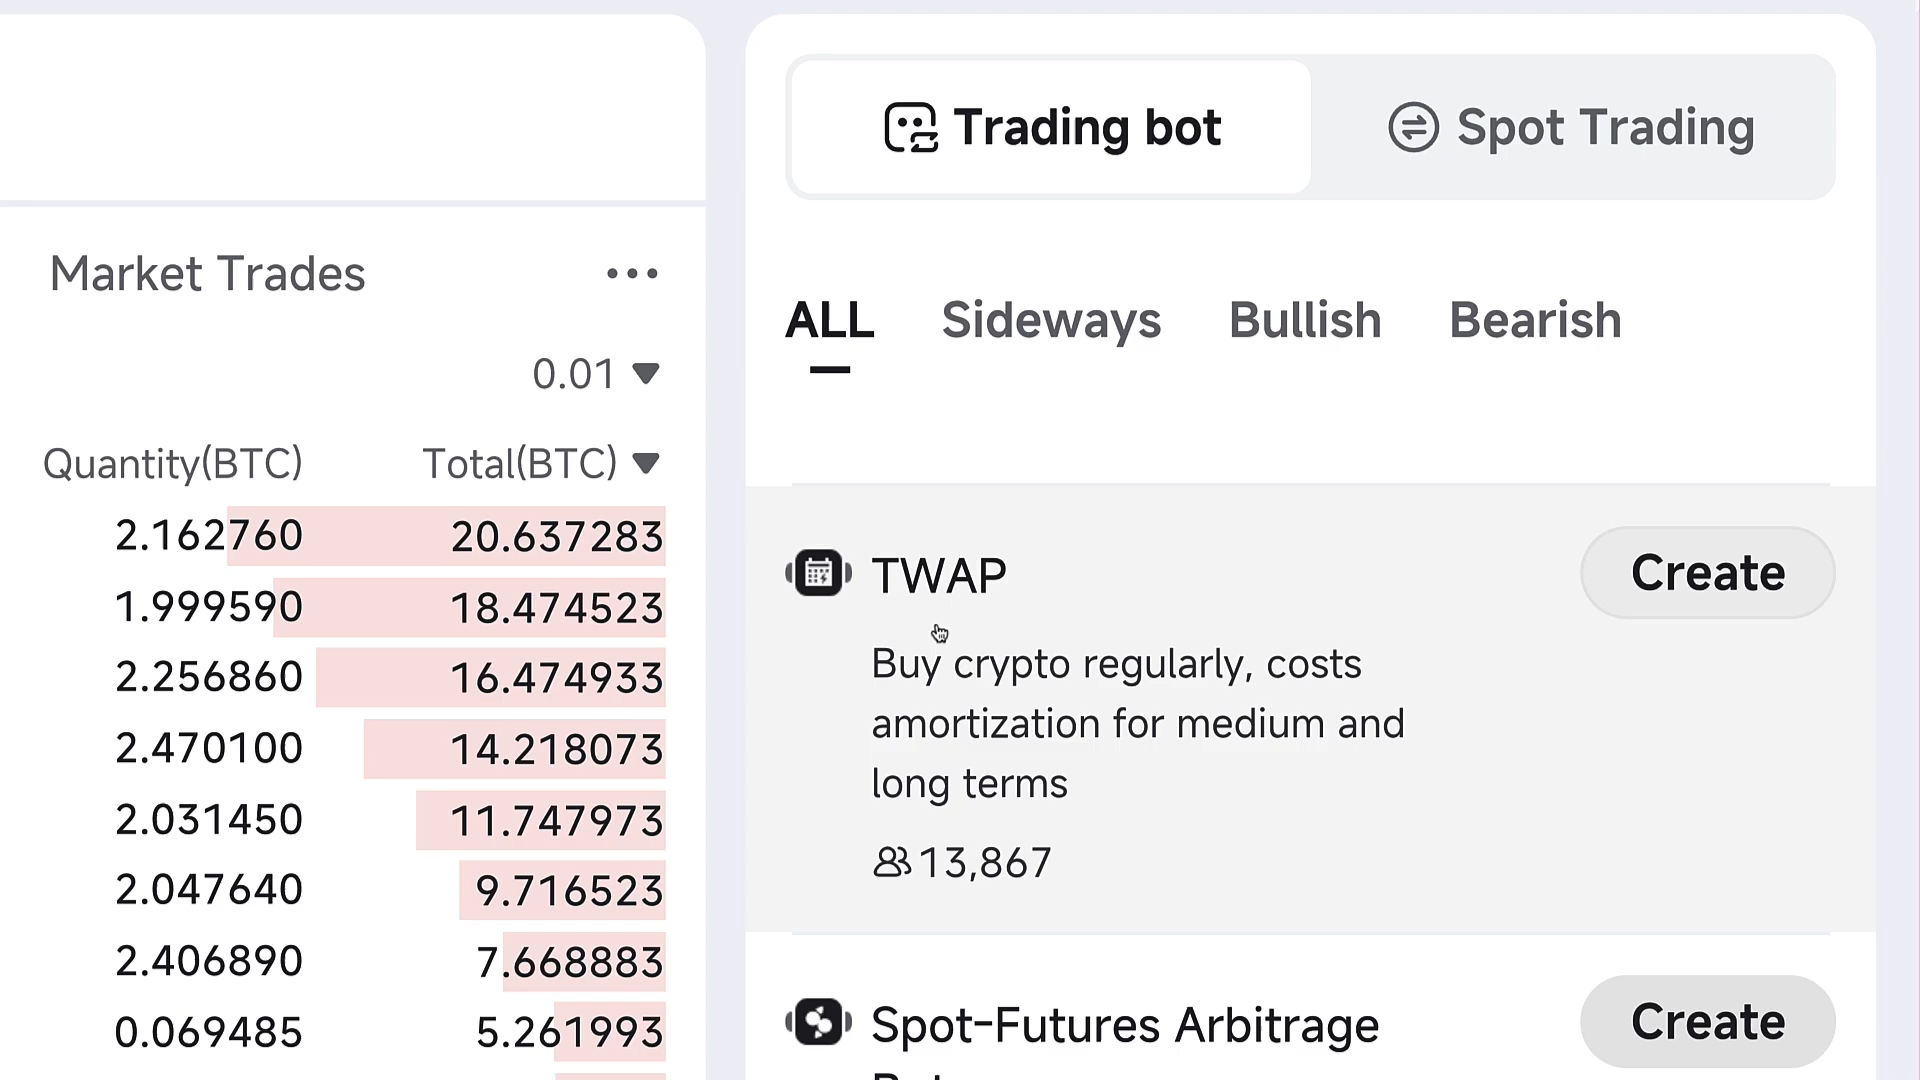 Trading bot
Spot Trading
Market Trades
0.01
Quantity(BTC) Total(BTC)
2.162760 20.637283
1.999590 18.474523
2.256860 16.474933
2.470100 14.218073
2.031450 11.747973
2.047640 9.716523
2.406890 7.668883
0.069485 5.261993
ALL Sideways Bullish Bearish
TWAP
Create
Buy crypto regularly, costs
amortization for medium and
long terms
13,867
Spot-Futures Arbitrage
Create